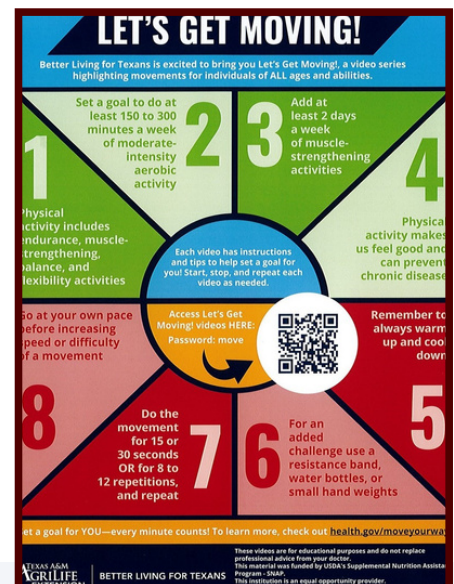 LET'S GET MOVING!
Better Living for Texans is excited to bring you Let's Get Moving!, a video series
highlighting movements for individuals of ALL ages and abilities.
1
Physical
activity includes
endurance, muscle-
strengthening,
balance, and
flexibility activities
Set a goal to do at
least 150 to 300
minutes a week
of moderate-
intensity
aerobic
activity
2
3
Add at
least 2 days
a week
of muscle-
strengthening
activities
4
Physical
activity makes
us feel good and
can prevent
chronic disease
Each video has instructions
and tips to help set a goal for
you! Start, stop, and repeat each
video as needed.
Access Let's Get
Moving! videos HERE:
Password: move
Remember to
always warm
up and cool
down
5
For an
added
challenge use a
resistance band,
water bottles, or
small hand weights
6
Do the
movement
for 15 or
30 seconds
OR for 8 to
12 repetitions,
and repeat
7
Go at your own pace
before increasing
speed or difficulty
of a movement
8
et a goal for YOU—every minute counts! To learn more, check out health.gov/moveyourway
TEXAS A&M
AGRILIFE
EXTENSION
BETTER LIVING FOR TEXANS
These videos are for educational purposes and do not replace
professional advice from your doctor.
This material was funded by USDA's Supplemental Nutrition Assista
Program - SNAP.
This institution is an equal opportunity provider.